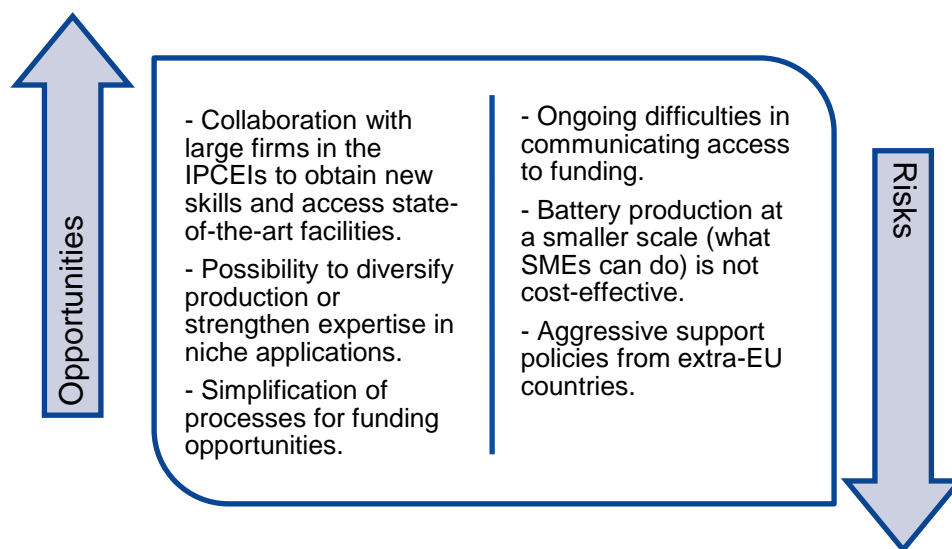 Opportunities
- Collaboration with
large firms in the
IPCEIs to obtain new
skills and access state-
of-the-art facilities.
- Possibility to diversify
production or
strengthen expertise in
niche applications.
- Simplification of
processes for funding
opportunities.
- Ongoing difficulties in
communicating access
to funding.
- Battery production at
a smaller scale (what
SMEs can do) is not
cost-effective.
- Aggressive support
policies from extra-EU
countries.
Risks